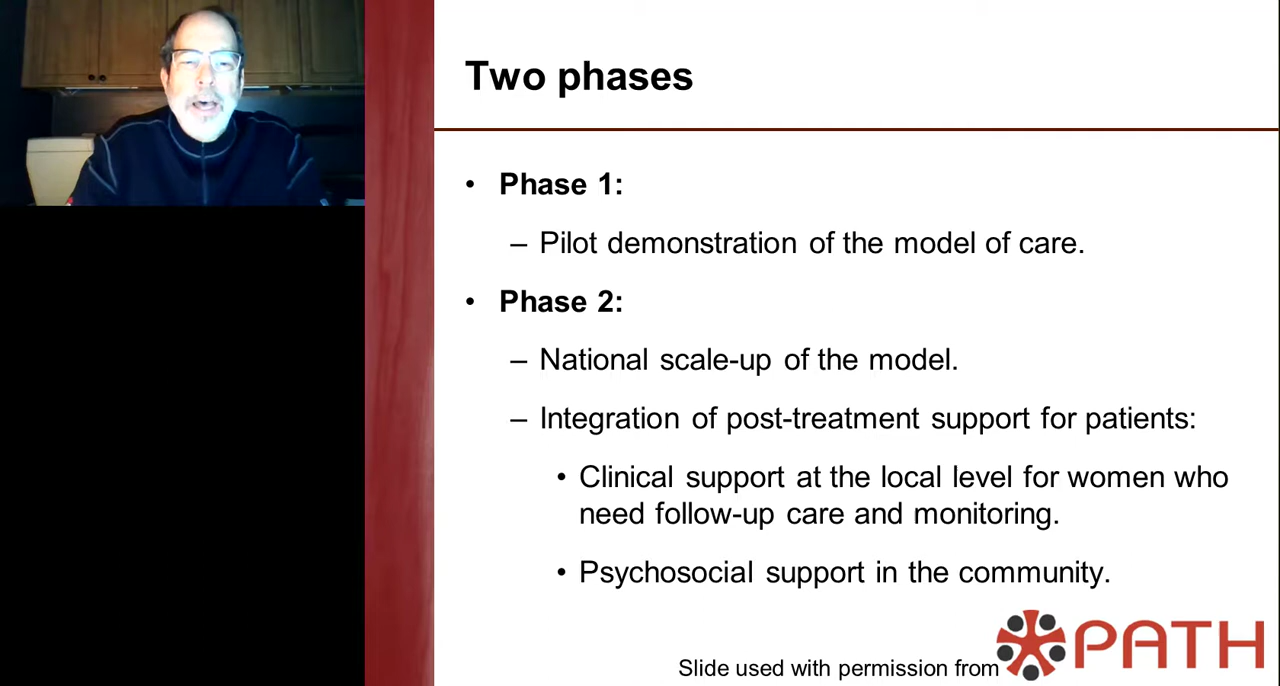 Two phases
• Phase 1:
– Pilot demonstration of the model of care.
• Phase 2:
– National scale-up of the model.
– Integration of post-treatment support for patients:
• Clinical support at the local level for women who
need follow-up care and monitoring.
• Psychosocial support in the community.
Slide used with permission from PATH